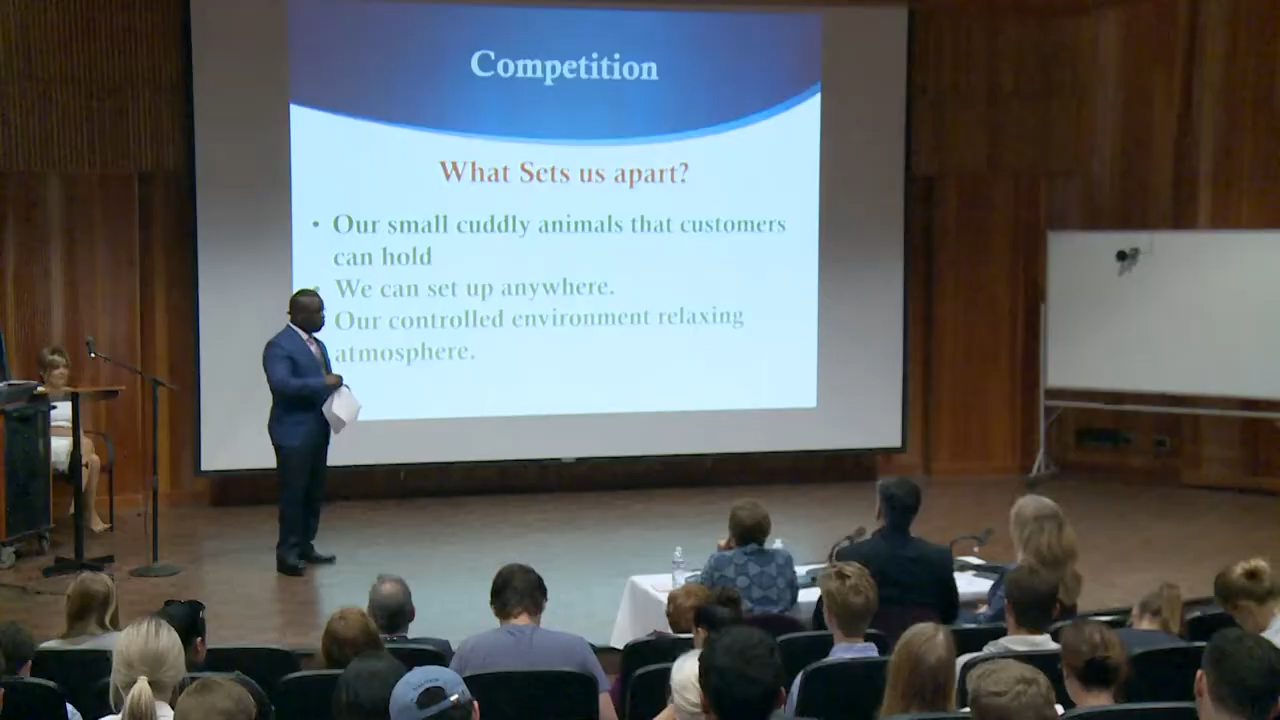 Competition
What Sets us apart?
• Our small cuddly animals that customers
can hold
• We can set up anywhere.
Our controlled environment relaxing
atmosphere.